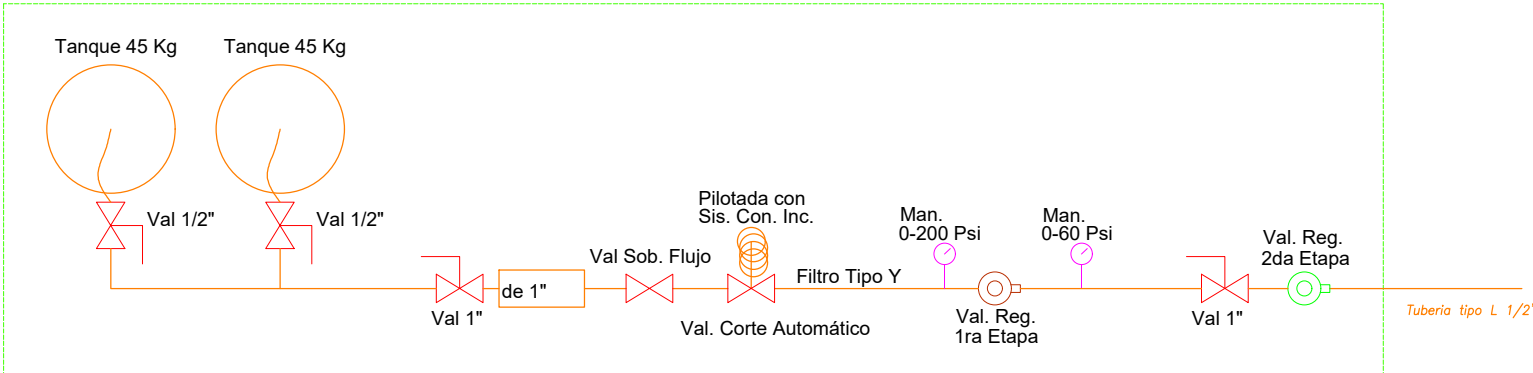 Tanque 45 Kg
Tanque 45 Kg
Val 1/2"
Val 1/2"
Pilotada con
Sis. Con. Inc.
Man.
0-200 Psi
Man.
0-60 Psi
Val. Reg.
2da Etapa
Val Sob. Flujo
Filtro Tipo Y
de 1"
Val 1"
Val. Corte Automático
Val. Reg.
1ra Etapa
Val 1"
Tuberia tipo L 1/2"